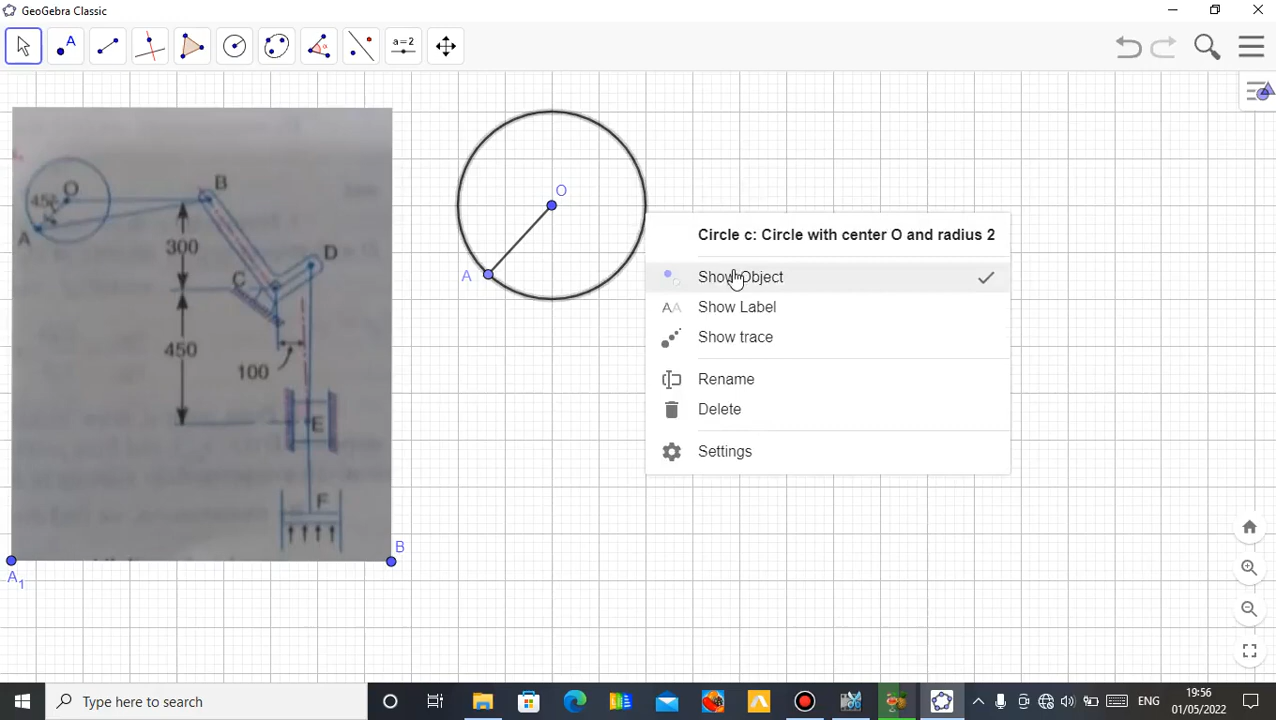 GeoGebra Classic
A
a=2
O
B
45°
A
300
D
C
450
100
E
F
A₁
B
O
A
Circle c: Circle with center O and radius 2
Show Object
AA Show Label
Show trace
Rename
Delete
Settings
Type here to search
ENG
19:56
01/05/2022